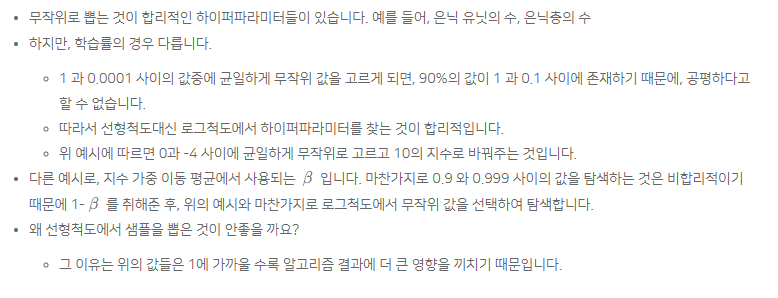 무작위로 뽑는 것이 합리적인 하이퍼파라미터들이 있습니다. 예를 들어, 은닉 유닛의 수, 은닉층의 수
하지만, 학습률의 경우 다릅니다.
1 과 0.0001 사이의 값중에 균일하게 무작위 값을 고르게 되면, 90%의 값이 1 과 0.1 사이에 존재하기 때문에, 공평하다고
할 수 없습니다.
따라서 선형척도대신 로그척도에서 하이퍼파라미터를 찾는 것이 합리적입니다.
위 예시에 따르면 0과 -4 사이에 균일하게 무작위로 고르고 10의 지수로 바꿔주는 것입니다.
다른 예시로, 지수 가중 이동 평균에서 사용되는 β 입니다. 마찬가지로 0.9 와 0.999 사이의 값을 탐색하는 것은 비합리적이기
때문에 1-β 를 취해준 후, 위의 예시와 마찬가지로 로그척도에서 무작위 값을 선택하여 탐색합니다.
왜 선형척도에서 샘플을 뽑은 것이 안좋을 까요?
그 이유는 위의 값들은 1에 가까울 수록 알고리즘 결과에 더 큰 영향을 끼치기 때문입니다.